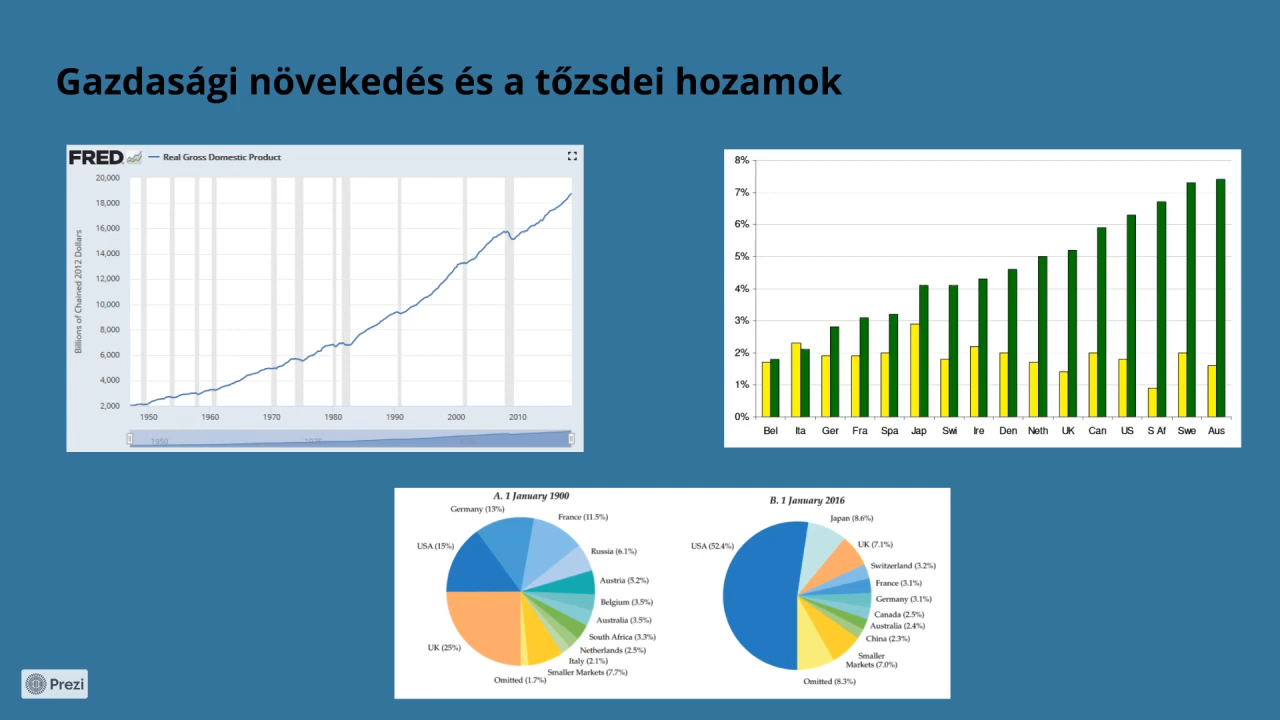 Gazdasági növekedés és a tőzsdei hozamok
FRED — Real Gross Domestic Product
Billions of Chained 2012 Dollars
20,000
18,000
16,000
14,000
12,000
10,000
8,000
6,000
4,000
2,000
1950 1960 1970 1980 1990 2000 2010
1950
8%
7%
6%
5%
4%
3%
2%
1%
0%
Bel Ita Ger Fra Spa Jap Swi Ire Den Neth UK Can US S Af Swe Aus
A. 1 January 1900
Germany (13%)
France (11.5%)
USA (15%)
Russia (6.1%)
Austria (5.2%)
Belgium (3.5%)
Australia (3.5%)
South Africa (3.3%)
UK (25%)
Netherlands (2.5%)
Italy (2.1%)
Smaller Markets (7.7%)
Omitted (1.7%)
B. 1 January 2016
Japan (8.6%)
USA (52.4%)
UK (7.1%)
Switzerland (3.2%)
France (3.1%)
Germany (3.1%)
Canada (2.5%)
Australia (2.4%)
China (2.3%)
Smaller
Markets (7.0%)
Omitted (8.3%)
Prezi